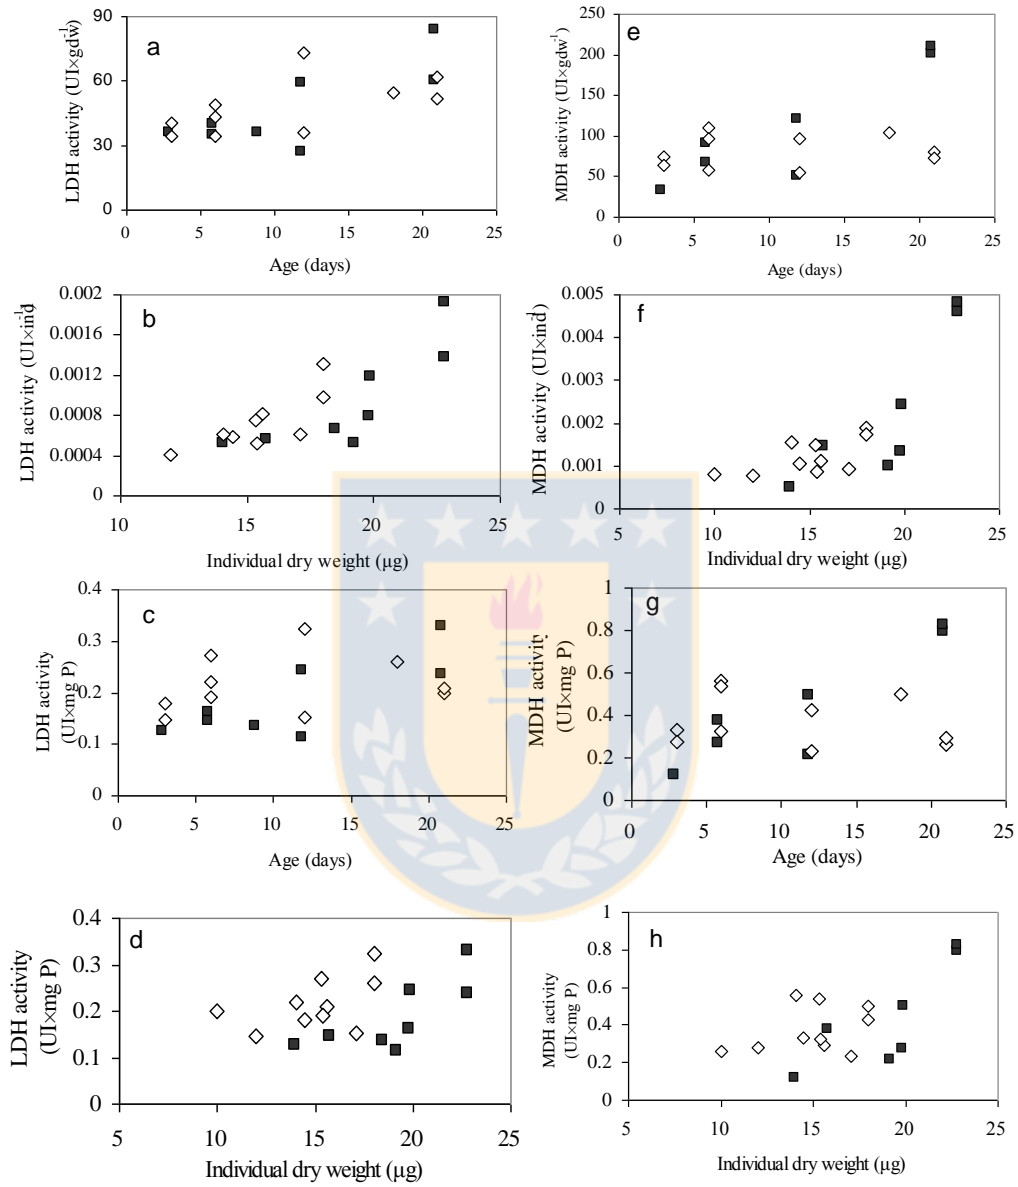 90
60
30
0
LDH activity (UI×gdw-1)
a
0 5 10 15 20 25
Age (days)
250
200
150
100
50
0
MDH activity (UI×gdw-1)
e
0 5 10 15 20 25
Age (days)
0.002
0.0016
0.0012
0.0008
0.0004
0
LDH activity (UI×ind-1)
b
10 15 20 25
Individual dry weight (µg)
0.005
0.004
0.003
0.002
0.001
0
MDH activity (UI×ind-1)
f
5 10 15 20 25
Individual dry weight (µg)
0.4
0.3
0.2
0.1
0
LDH activity
(UI×mg P)
c
0 5 10 15 20 25
Age (days)
1
0.8
0.6
0.4
0.2
0
MDH activity
(UI×mg P)
g
0 5 10 15 20 25
Age (days)
0.4
0.3
0.2
0.1
0
LDH activity
(UI×mg P)
d
5 10 15 20 25
Individual dry weight (µg)
1
0.8
0.6
0.4
0.2
0
MDH activity
(UI×mg P)
h
5 10 15 20 25
Individual dry weight (µg)